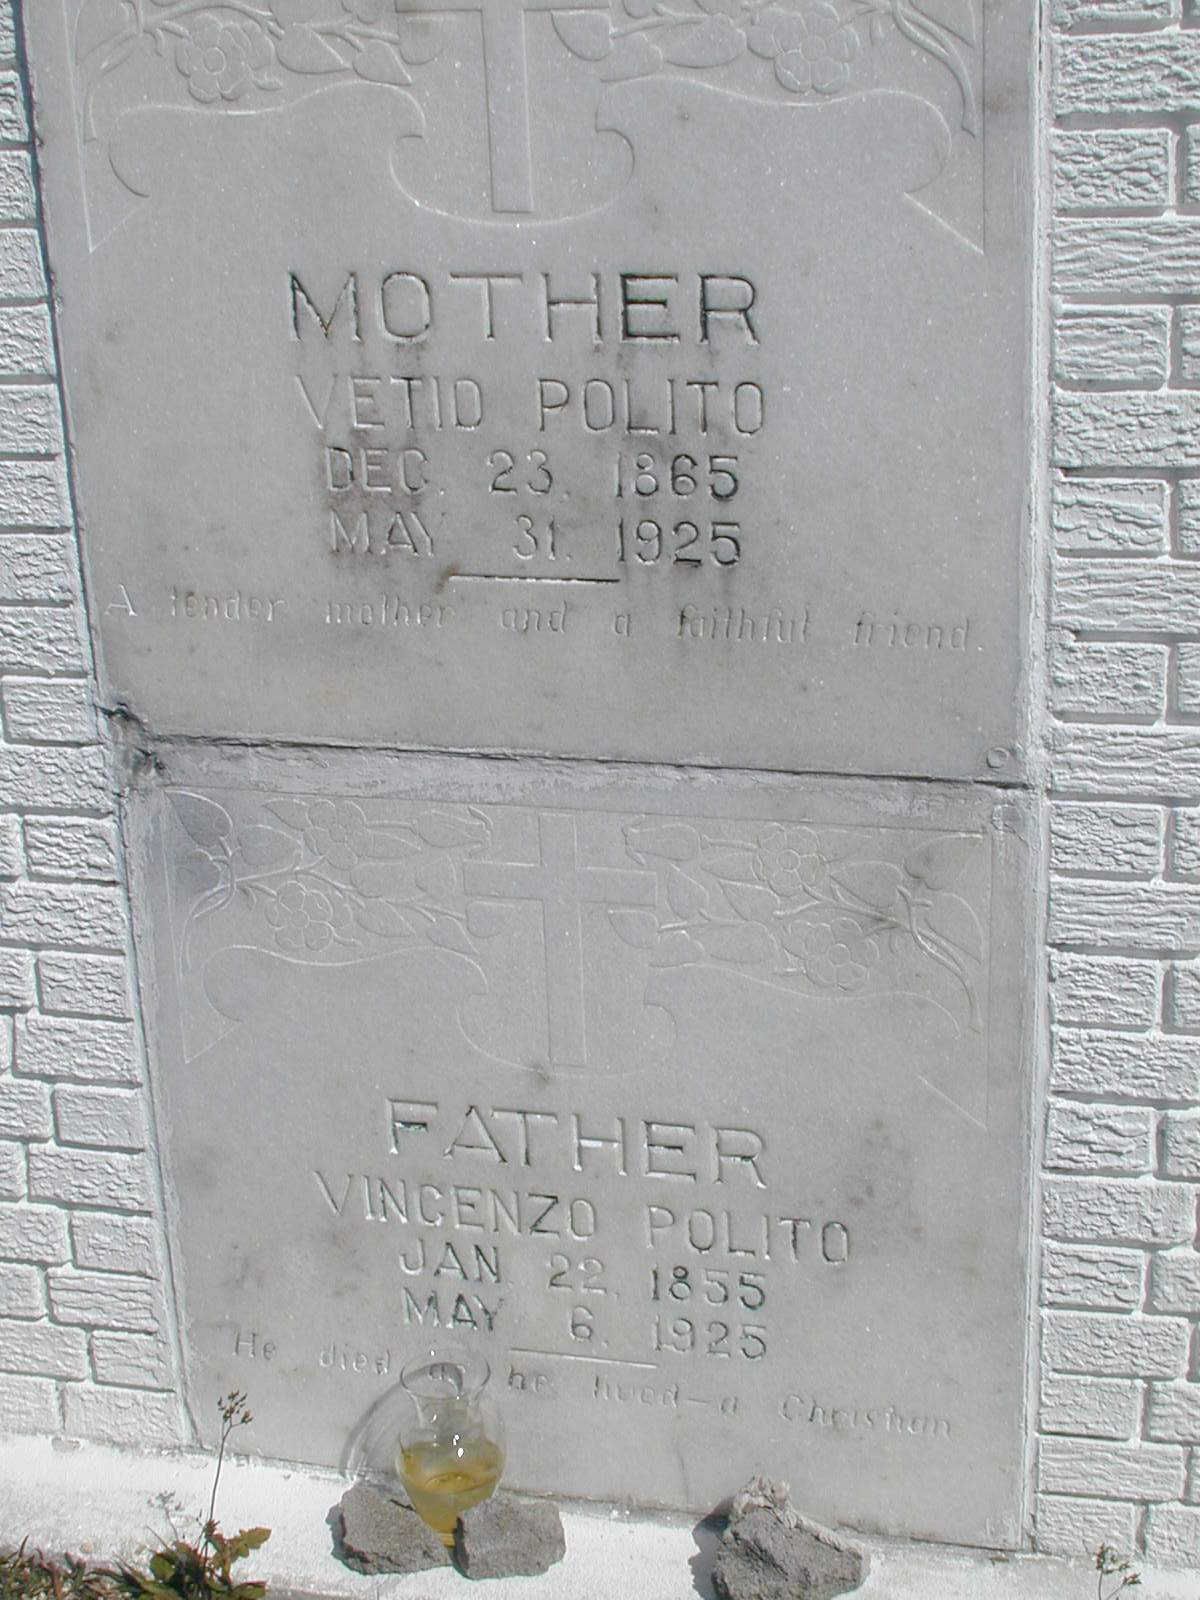 MOTHER
VETIO POLITO
DEC. 23. 1865
MAY 31. 1925
A tender mother and a faithful friend.
FATHER
VINCENZO POLITO
JAN. 22. 1855
MAY 6. 1925
He died as he lived — a Christian